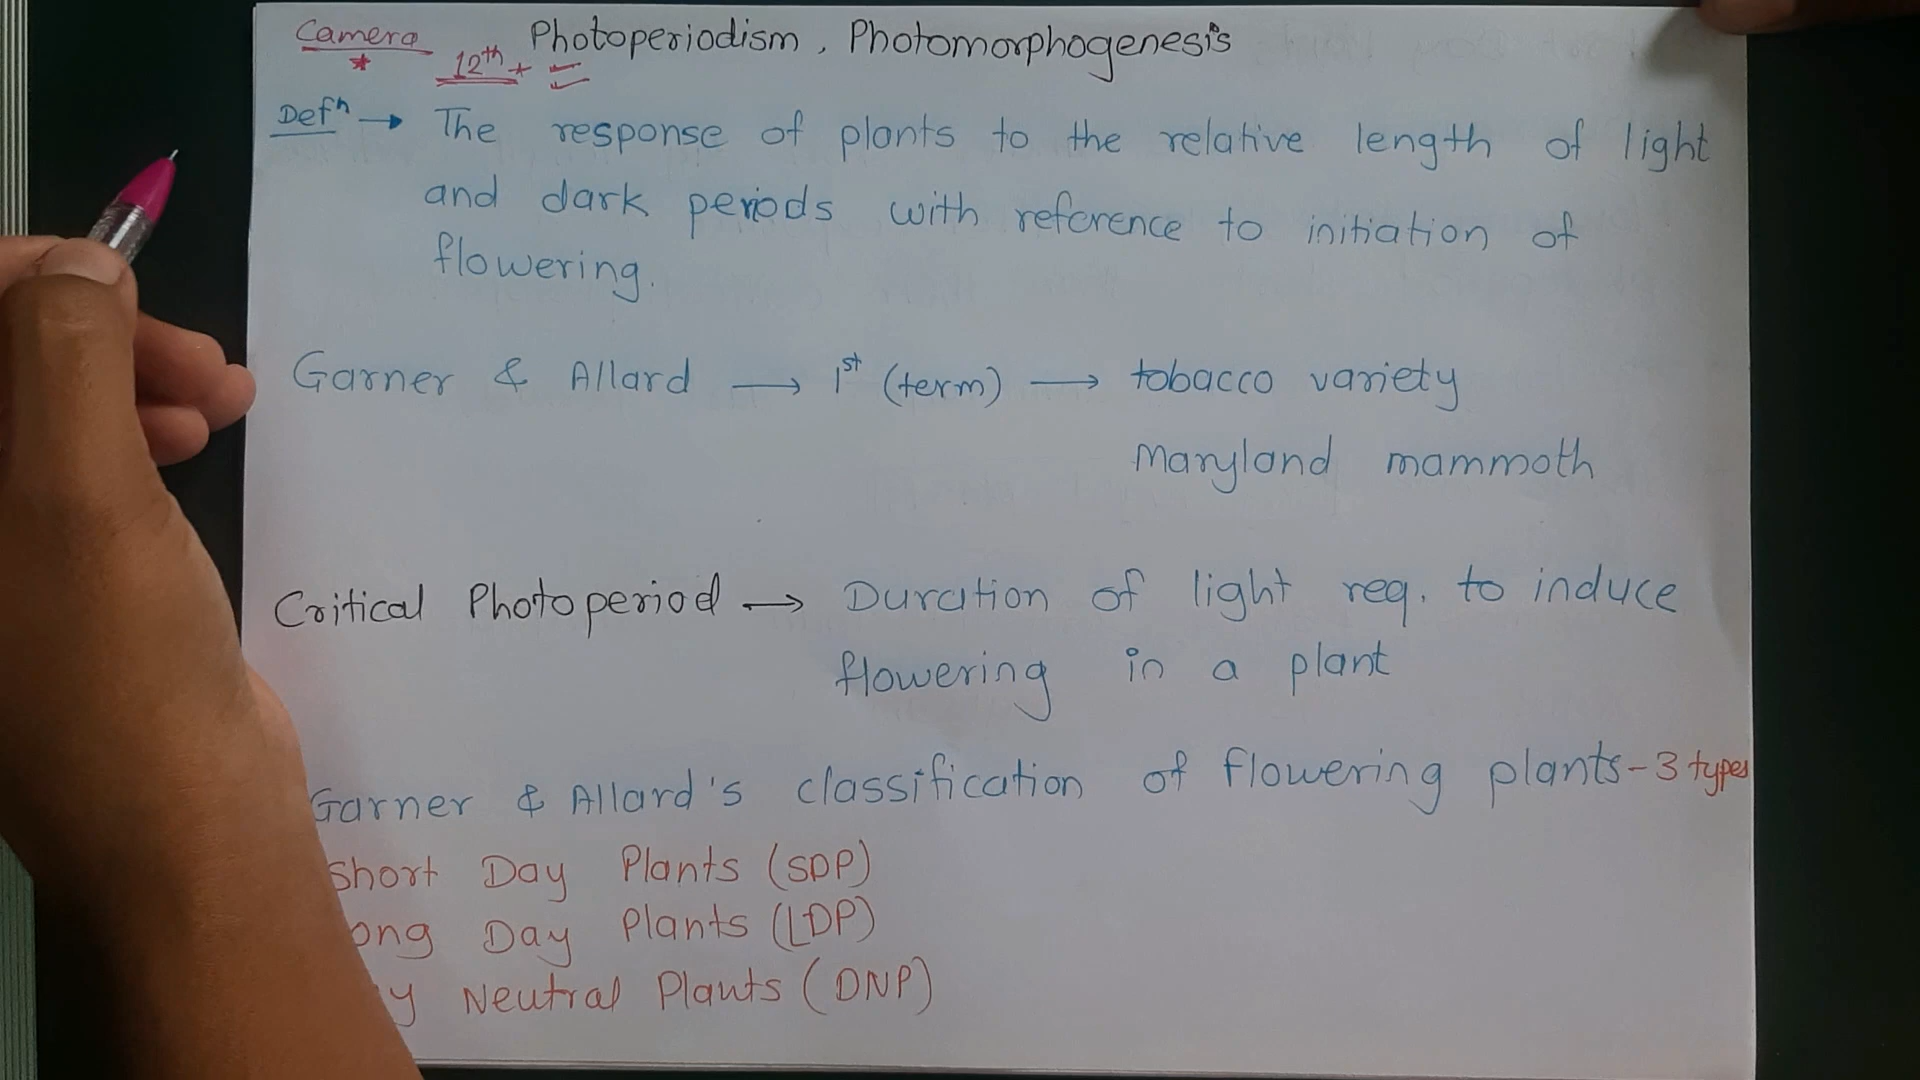 Camera
12th
Photoperiodism, Photomorphogenesis
Defn → The response of plants to the relative length of light
and dark periods with reference to initiation of
flowering.
Garner & Allard → 1st (term) → tobacco variety
Maryland mammoth
Critical Photoperiod → Duration of light req. to induce
flowering in a plant
Garner & Allard's classification of flowering plants - 3 types
Short Day Plants (SDP)
ong Day Plants (LDP)
y Neutral Plants (DNP)